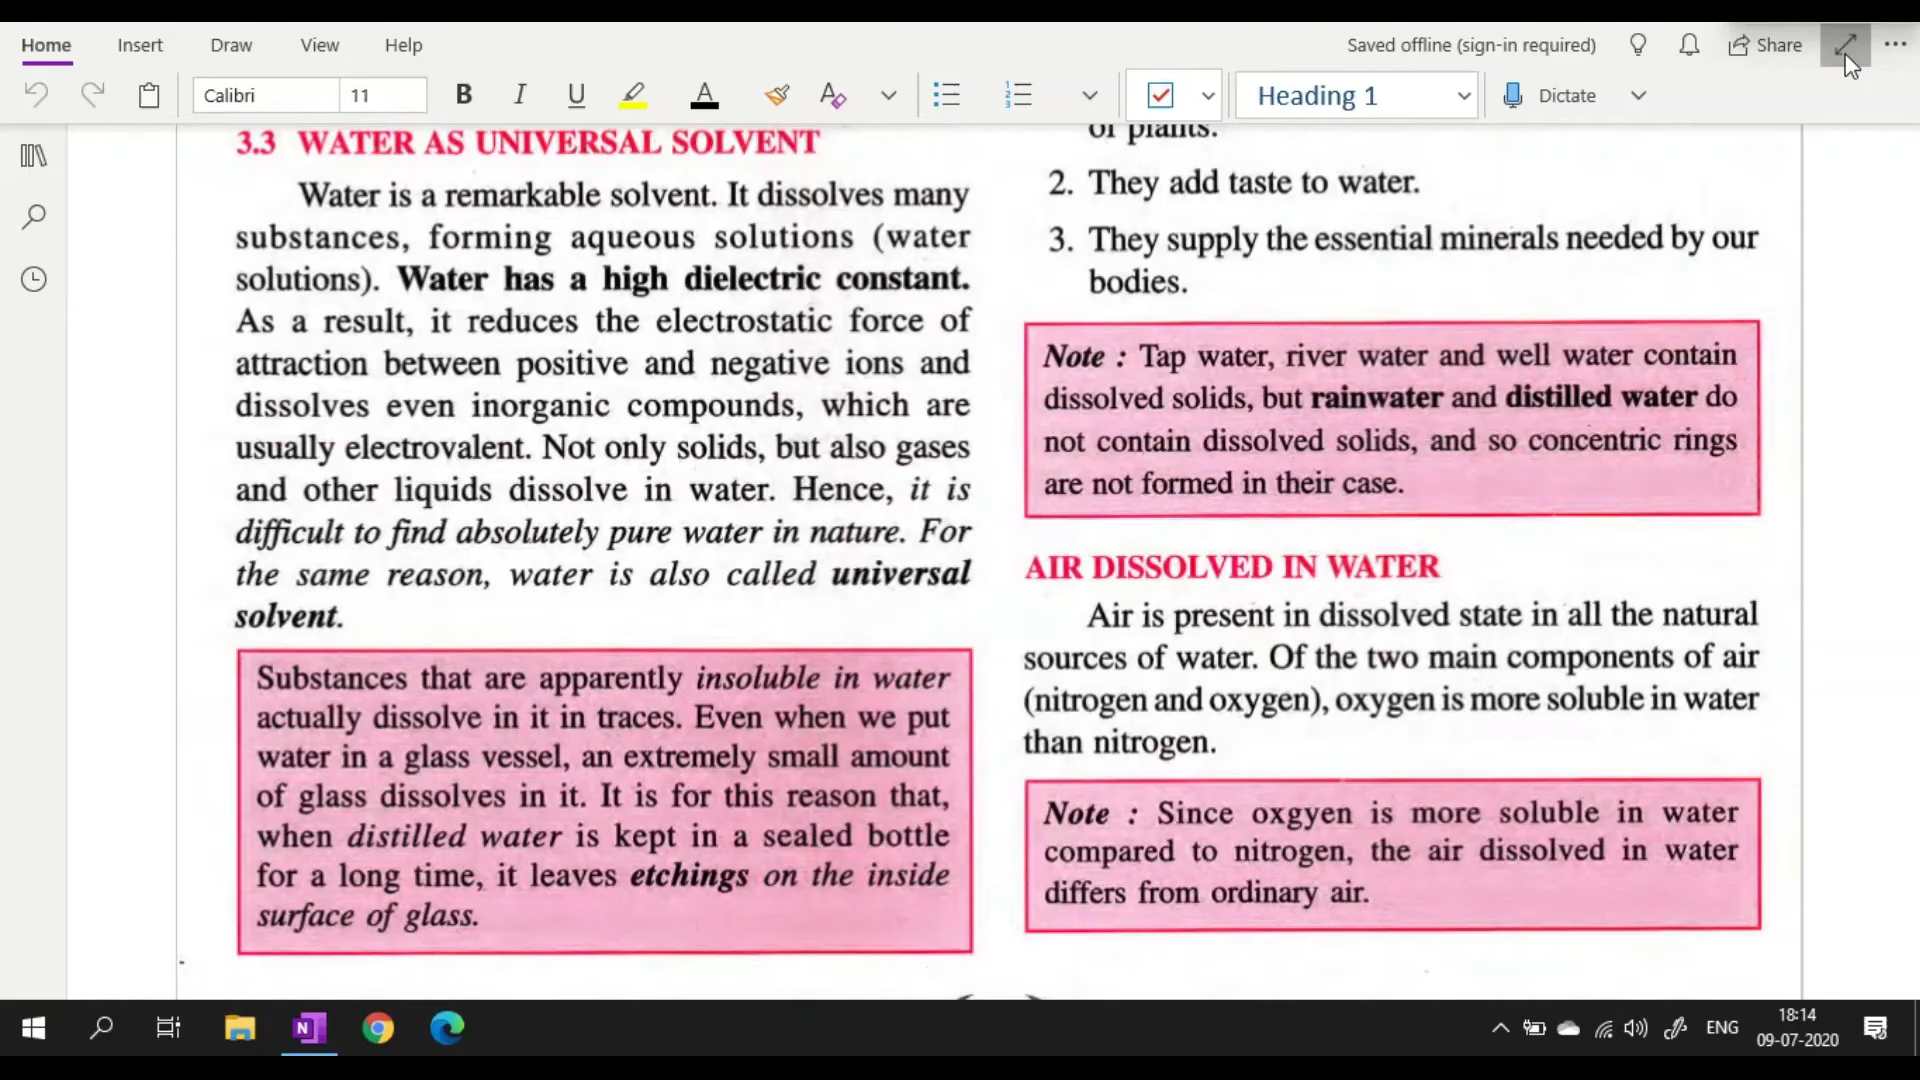 Home Insert Draw View Help Saved offline (sign-in required) Share
Calibri 11 B I U A A Heading 1 Dictate
3.3 WATER AS UNIVERSAL SOLVENT
Water is a remarkable solvent. It dissolves many
substances, forming aqueous solutions (water
solutions). Water has a high dielectric constant.
As a result, it reduces the electrostatic force of
attraction between positive and negative ions and
dissolves even inorganic compounds, which are
usually electrovalent. Not only solids, but also gases
and other liquids dissolve in water. Hence, it is
difficult to find absolutely pure water in nature. For
the same reason, water is also called universal
solvent.
Substances that are apparently insoluble in water
actually dissolve in it in traces. Even when we put
water in a glass vessel, an extremely small amount
of glass dissolves in it. It is for this reason that,
when distilled water is kept in a sealed bottle
for a long time, it leaves etchings on the inside
surface of glass.
of plants.
2. They add taste to water.
3. They supply the essential minerals needed by our
bodies.
Note : Tap water, river water and well water contain
dissolved solids, but rainwater and distilled water do
not contain dissolved solids, and so concentric rings
are not formed in their case.
AIR DISSOLVED IN WATER
Air is present in dissolved state in all the natural
sources of water. Of the two main components of air
(nitrogen and oxygen), oxygen is more soluble in water
than nitrogen.
Note : Since oxgyen is more soluble in water
compared to nitrogen, the air dissolved in water
differs from ordinary air.
N ENG 18:14
09-07-2020